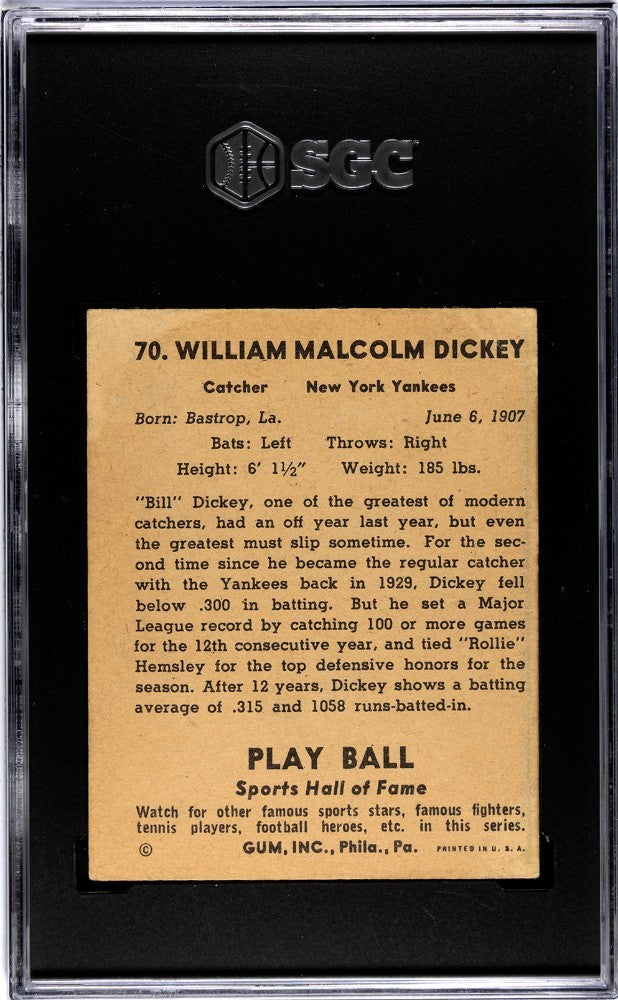 SGC
70. WILLIAM MALCOLM DICKEY
Catcher New York Yankees
Born: Bastrop, La. June 6, 1907
Bats: Left Throws: Right
Height: 6' 1½" Weight: 185 lbs.
"Bill" Dickey, one of the greatest of modern
catchers, had an off year last year, but even
the greatest must slip sometime. For the sec-
ond time since he became the regular catcher
with the Yankees back in 1929, Dickey fell
below .300 in batting. But he set a Major
League record by catching 100 or more games
for the 12th consecutive year, and tied "Rollie"
Hemsley for the top defensive honors for the
season. After 12 years, Dickey shows a batting
average of .315 and 1058 runs-batted-in.
PLAY BALL
Sports Hall of Fame
Watch for other famous sports stars, famous fighters,
tennis players, football heroes, etc. in this series.
© GUM, INC., Phila., Pa. PRINTED IN U. S. A.